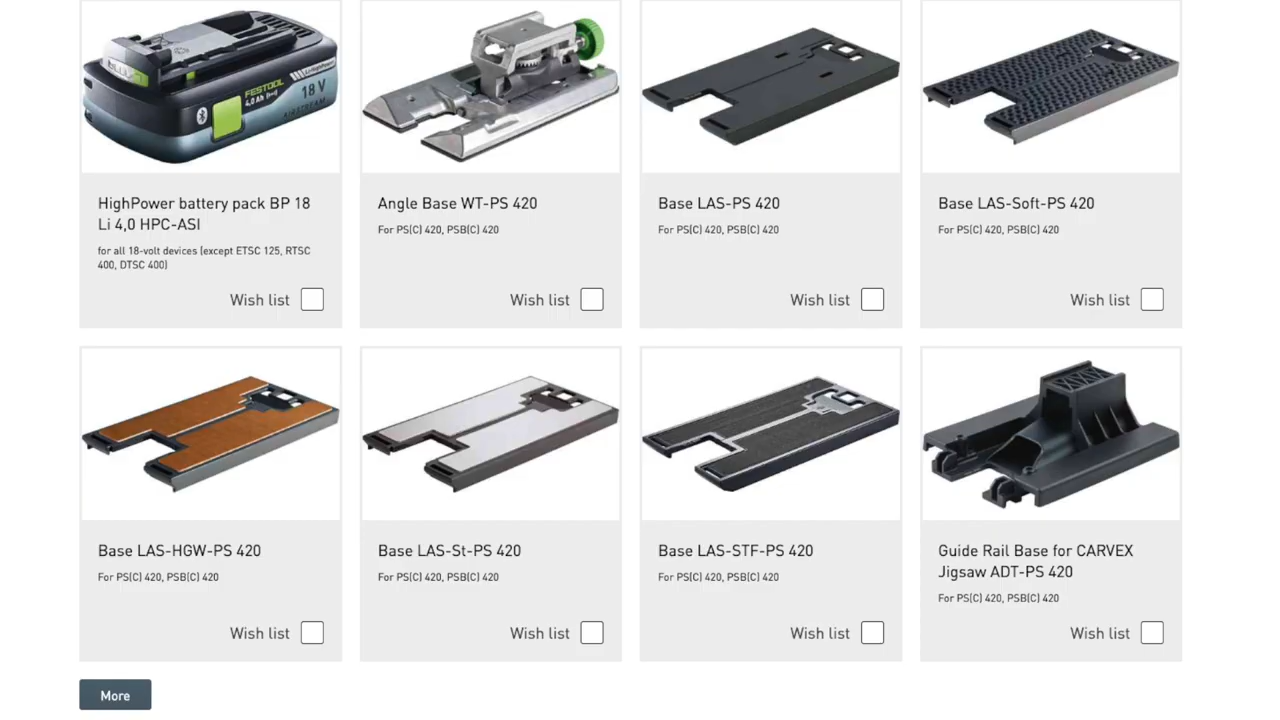 FESTOOL
4,0 Ah
Li-HighPower
18 V
AIRSTREAM
HighPower battery pack BP 18
Li 4,0 HPC-ASI
for all 18-volt devices (except ETSC 125, RTSC
400, DTSC 400)
Wish list
Angle Base WT-PS 420
For PS(C) 420, PSB(C) 420
Wish list
Base LAS-PS 420
For PS(C) 420, PSB(C) 420
Wish list
Base LAS-Soft-PS 420
For PS(C) 420, PSB(C) 420
Wish list
Base LAS-HGW-PS 420
For PS(C) 420, PSB(C) 420
Wish list
Base LAS-St-PS 420
For PS(C) 420, PSB(C) 420
Wish list
Base LAS-STF-PS 420
For PS(C) 420, PSB(C) 420
Wish list
Guide Rail Base for CARVEX
Jigsaw ADT-PS 420
For PS(C) 420, PSB(C) 420
Wish list
More